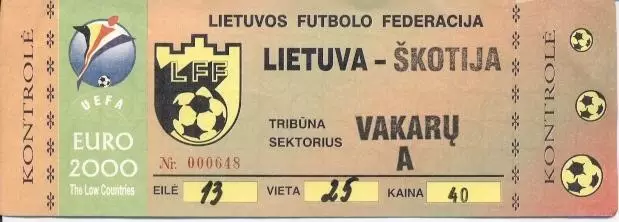 KONTROLĖ
UEFA
EURO
2000
The Low Countries
LIETUVOS FUTBOLO FEDERACIJA
LIETUVA - ŠKOTIJA
LFF
TRIBŪNA VAKARŲ
SEKTORIUS A
Nr. 000648
EILĖ 13 VIETA 25 KAINA 40
KONTROLĖ